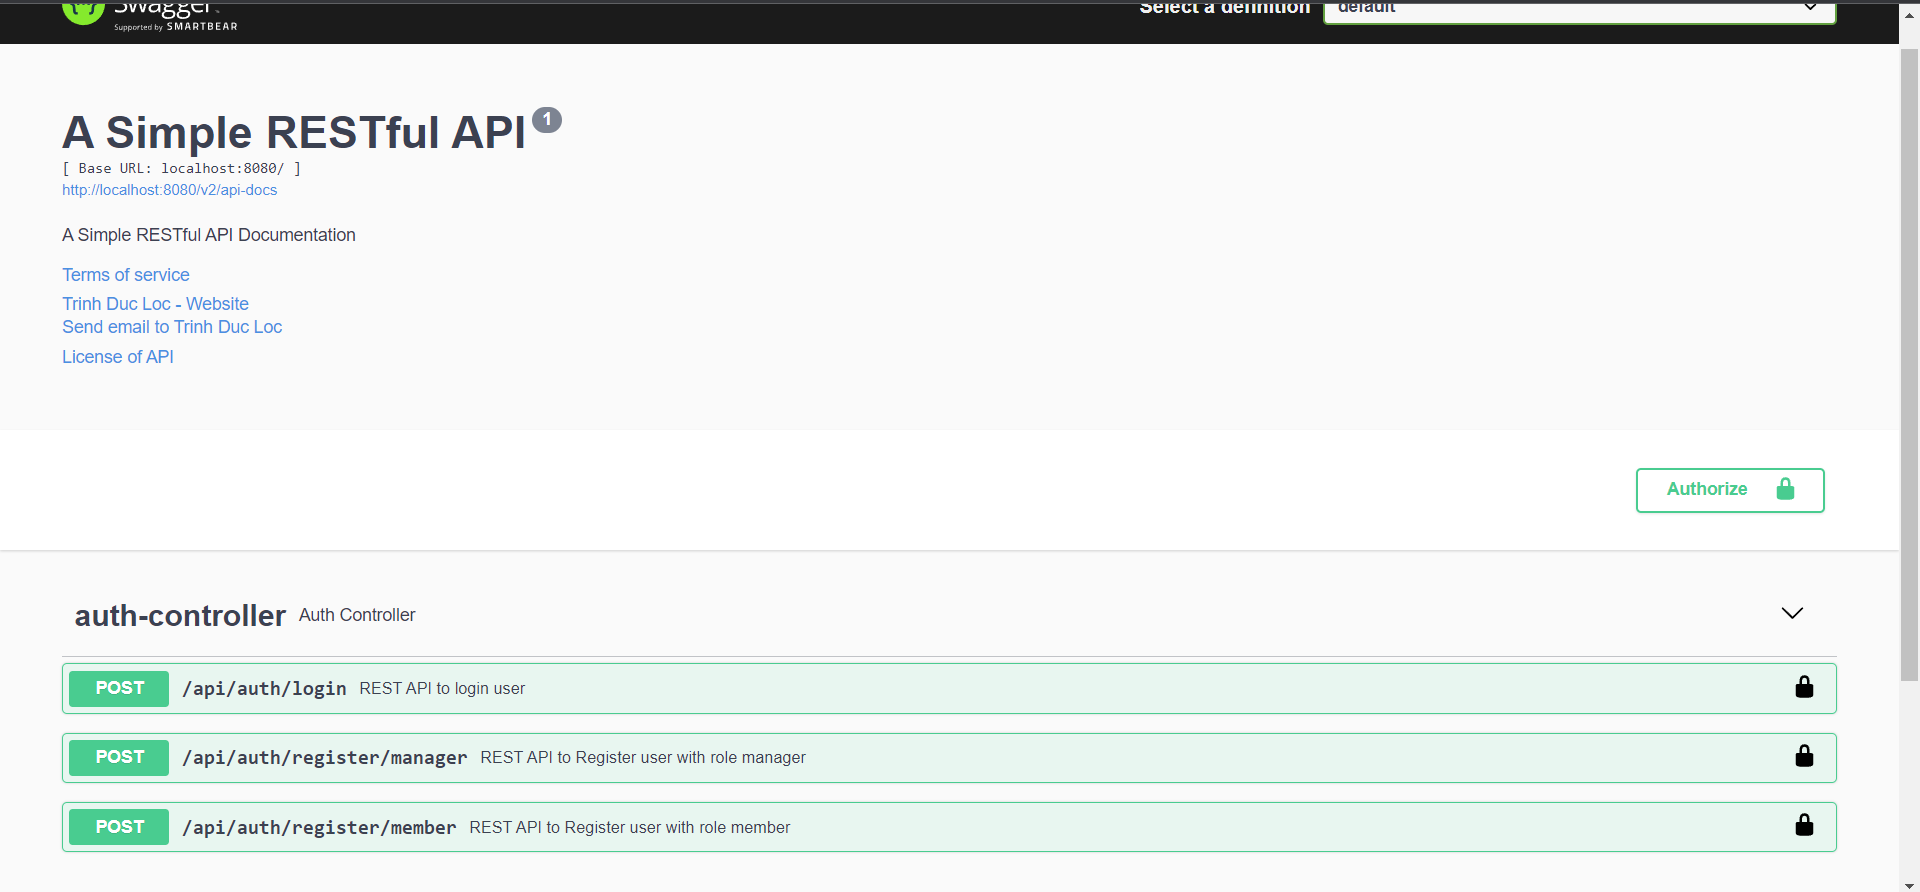 Swagger.
Supported by SMARTBEAR
Select a definition
default
A Simple RESTful API 1
[ Base URL: localhost:8080/ ]
http://localhost:8080/v2/api-docs
A Simple RESTful API Documentation
Terms of service
Trinh Duc Loc - Website
Send email to Trinh Duc Loc
License of API
Authorize
auth-controller Auth Controller
POST /api/auth/login REST API to login user
POST /api/auth/register/manager REST API to Register user with role manager
POST /api/auth/register/member REST API to Register user with role member